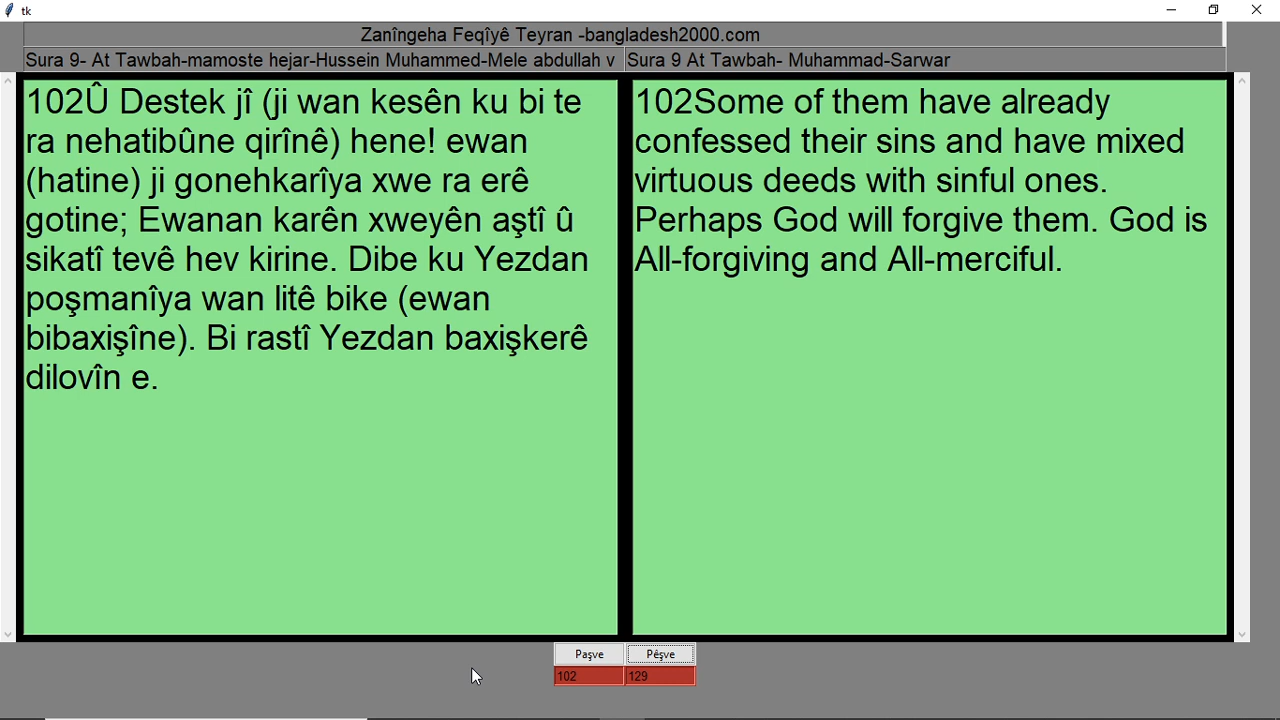 tk
Zanîngeha Feqîyê Teyran -bangladesh2000.com
Sura 9- At Tawbah-mamoste hejar-Hussein Muhammed-Mele abdullah v
Sura 9 At Tawbah- Muhammad-Sarwar
102Û Destek jî (ji wan kesên ku bi te
ra nehatibûne qirînê) hene! ewan
(hatine) ji gonehkarîya xwe ra erê
gotine; Ewanan karên xweyên aştî û
sikatî tevê hev kirine. Dibe ku Yezdan
poşmanîya wan litê bike (ewan
bibaxişîne). Bi rastî Yezdan baxişkerê
dilovîn e.
102Some of them have already
confessed their sins and have mixed
virtuous deeds with sinful ones.
Perhaps God will forgive them. God is
All-forgiving and All-merciful.
Paşve
Pêşve
102
129